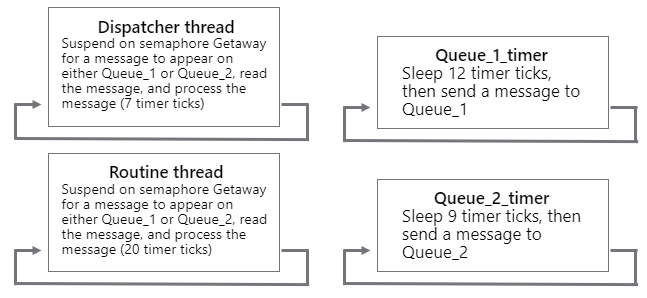 Dispatcher thread
Suspend on semaphore Getaway
for a message to appear on
either Queue_1 or Queue_2, read
the message, and process the
message (7 timer ticks)
Queue_1_timer
Sleep 12 timer ticks,
then send a message to
Queue_1
Routine thread
Suspend on semaphore Getaway
for a message to appear on
either Queue_1 or Queue_2, read
the message, and process the
message (20 timer ticks)
Queue_2_timer
Sleep 9 timer ticks, then
send a message to
Queue_2